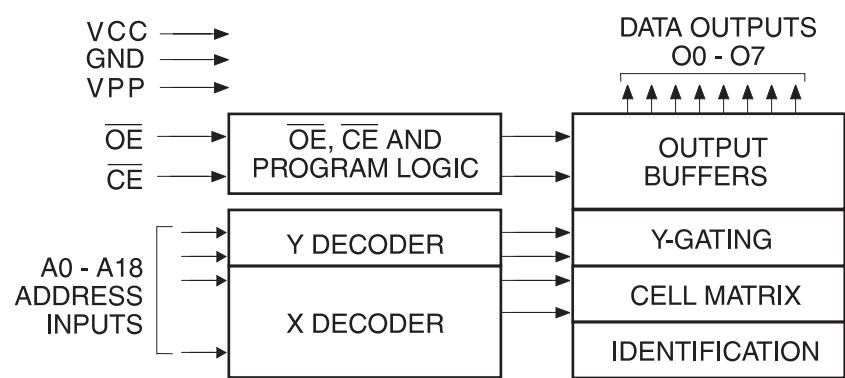 VCC
GND
VPP
OE
CE
A0 - A18
ADDRESS
INPUTS
OE, CE AND
PROGRAM LOGIC
Y DECODER
X DECODER
DATA OUTPUTS
O0 - O7
OUTPUT
BUFFERS
Y-GATING
CELL MATRIX
IDENTIFICATION